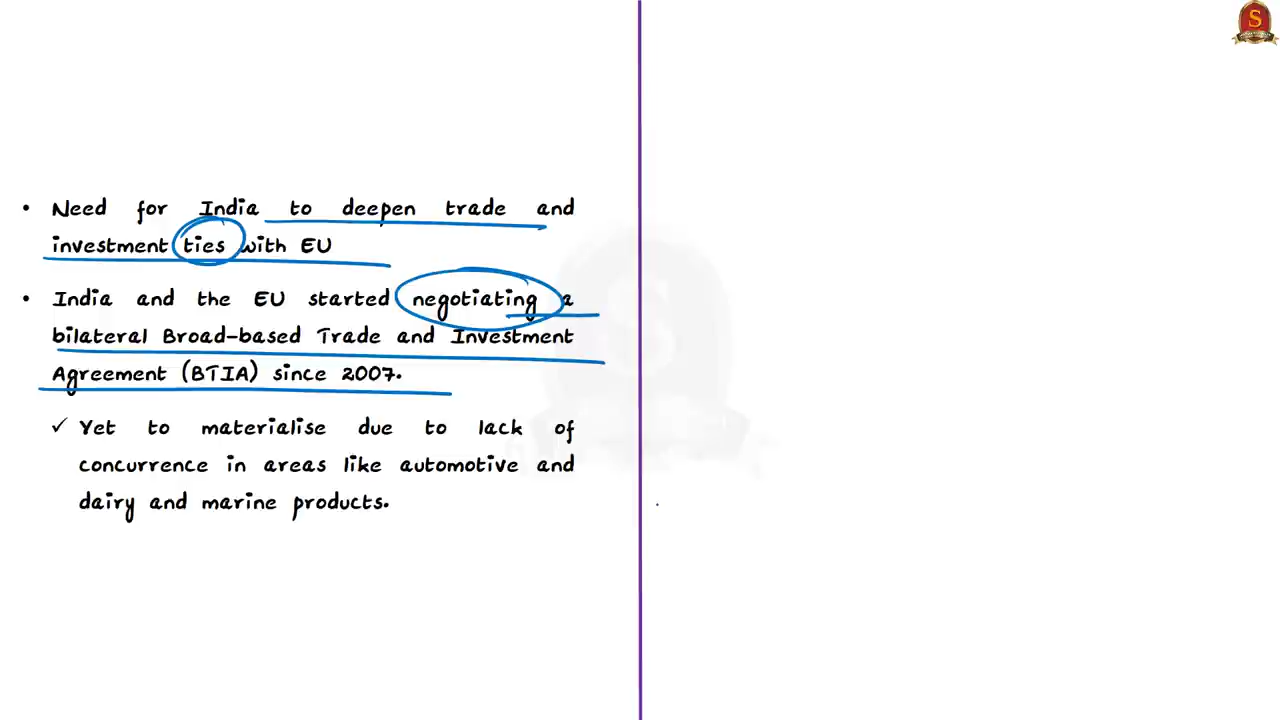 • Need for India to deepen trade and
investment ties with EU
• India and the EU started negotiating a
bilateral Broad-based Trade and Investment
Agreement (BTIA) since 2007.
✓ Yet to materialise due to lack of
concurrence in areas like automotive and
dairy and marine products.
S